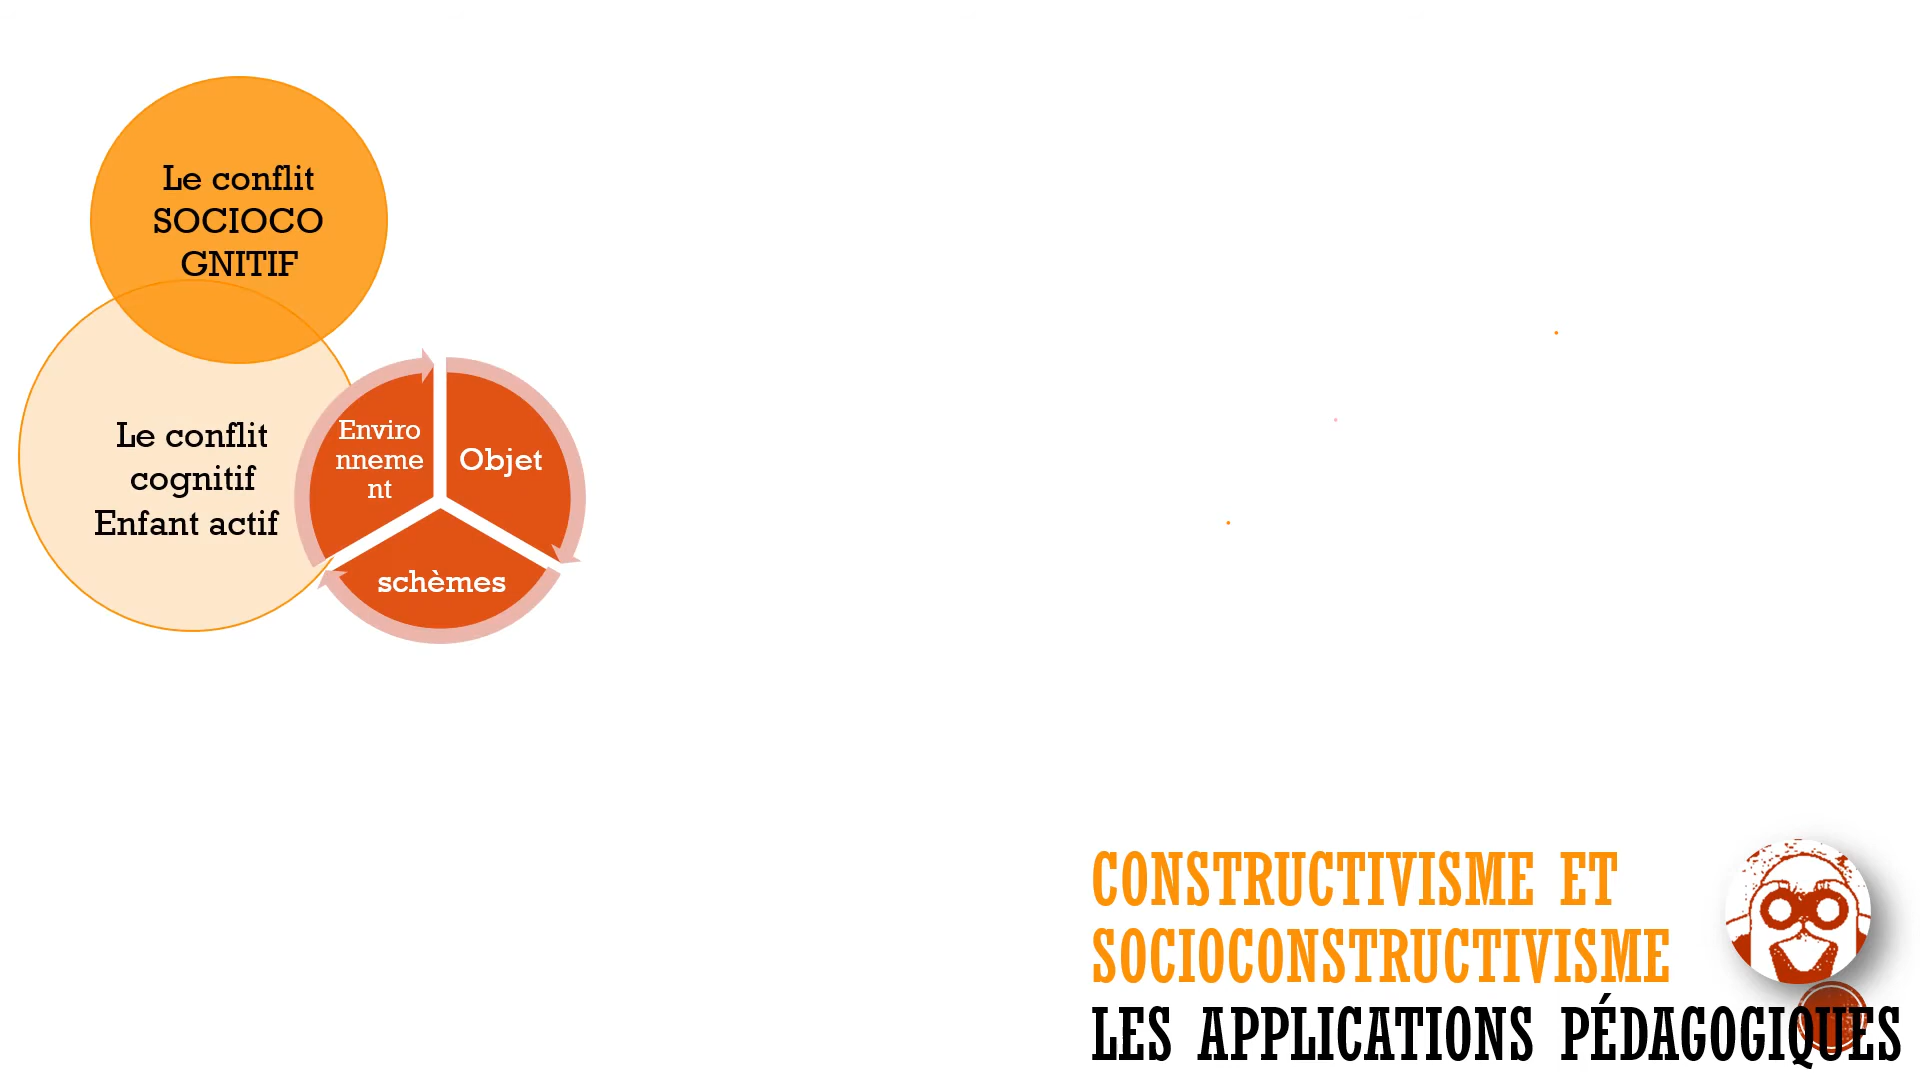 Le conflit
SOCIOCO
GNITIF
Le conflit
cognitif
Enfant actif
Enviro
nneme
nt
Objet
schèmes
CONSTRUCTIVISME ET
SOCIOCONSTRUCTIVISME
LES APPLICATIONS PÉDAGOGIQUES